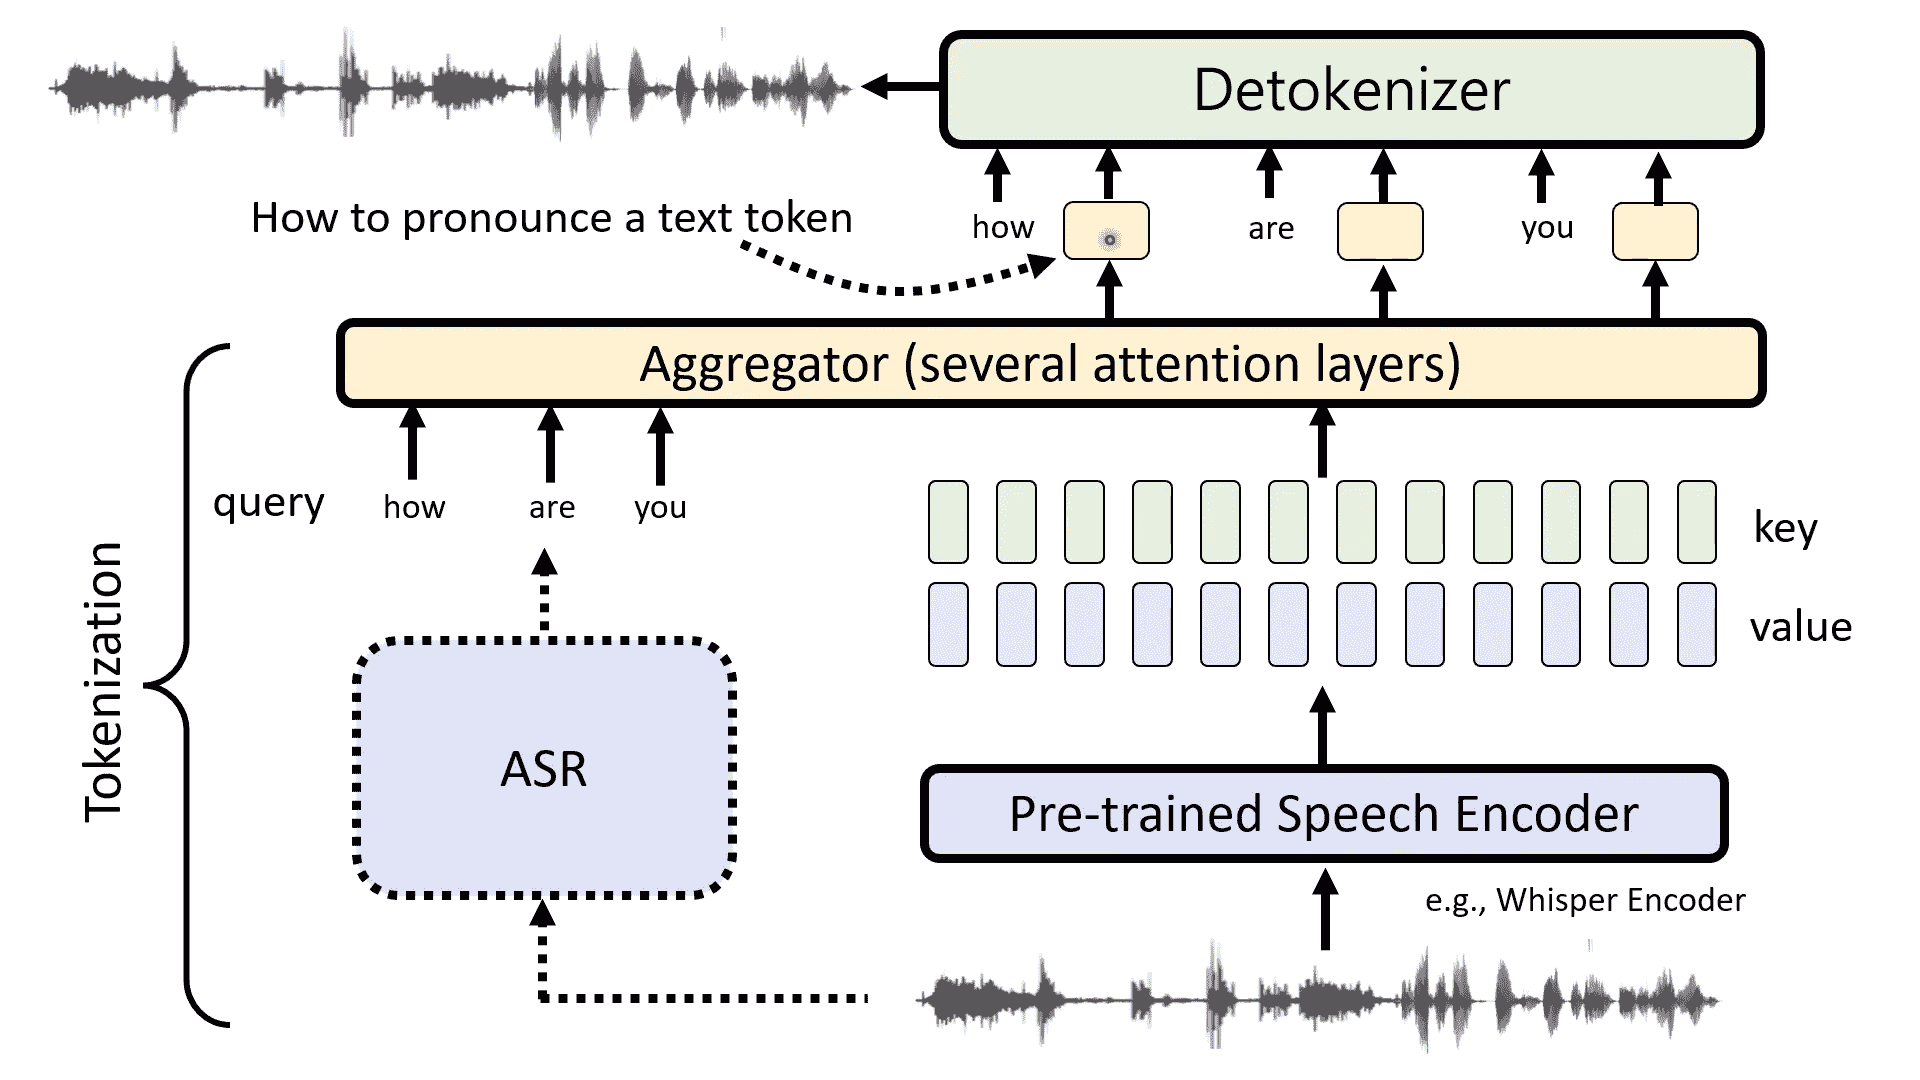 Detokenizer
How to pronounce a text token
how
are
you
Aggregator (several attention layers)
query
how
are
you
key
value
Tokenization
ASR
Pre-trained Speech Encoder
e.g., Whisper Encoder